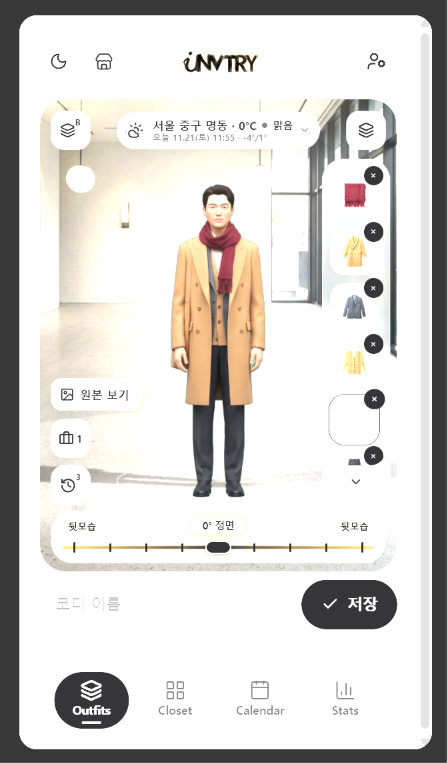 iNVTRY
B
서울 중구 명동 · 0°C ● 맑음
오늘 11.21(토) 11:55 · -4°/1°
원본 보기
1
3
뒷모습
0° 정면
뒷모습
코디 이름
저장
Outfits
Closet
Calendar
Stats